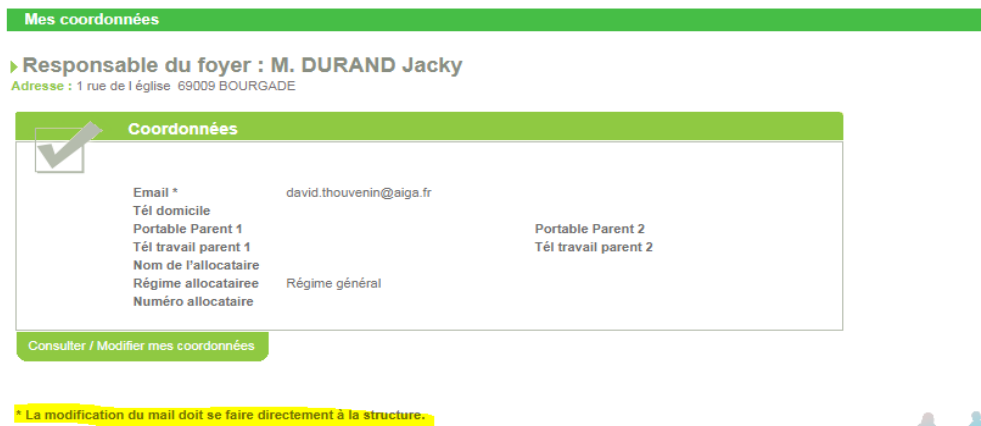 Mes coordonnées
Responsable du foyer : M. DURAND Jacky
Adresse : 1 rue de l église 69009 BOURGADE
Coordonnées
Email * david.thouvenin@aiga.fr
Tél domicile
Portable Parent 1 Portable Parent 2
Tél travail parent 1 Tél travail parent 2
Nom de l'allocataire
Régime allocatairee Régime général
Numéro allocataire
Consulter / Modifier mes coordonnées
* La modification du mail doit se faire directement à la structure.